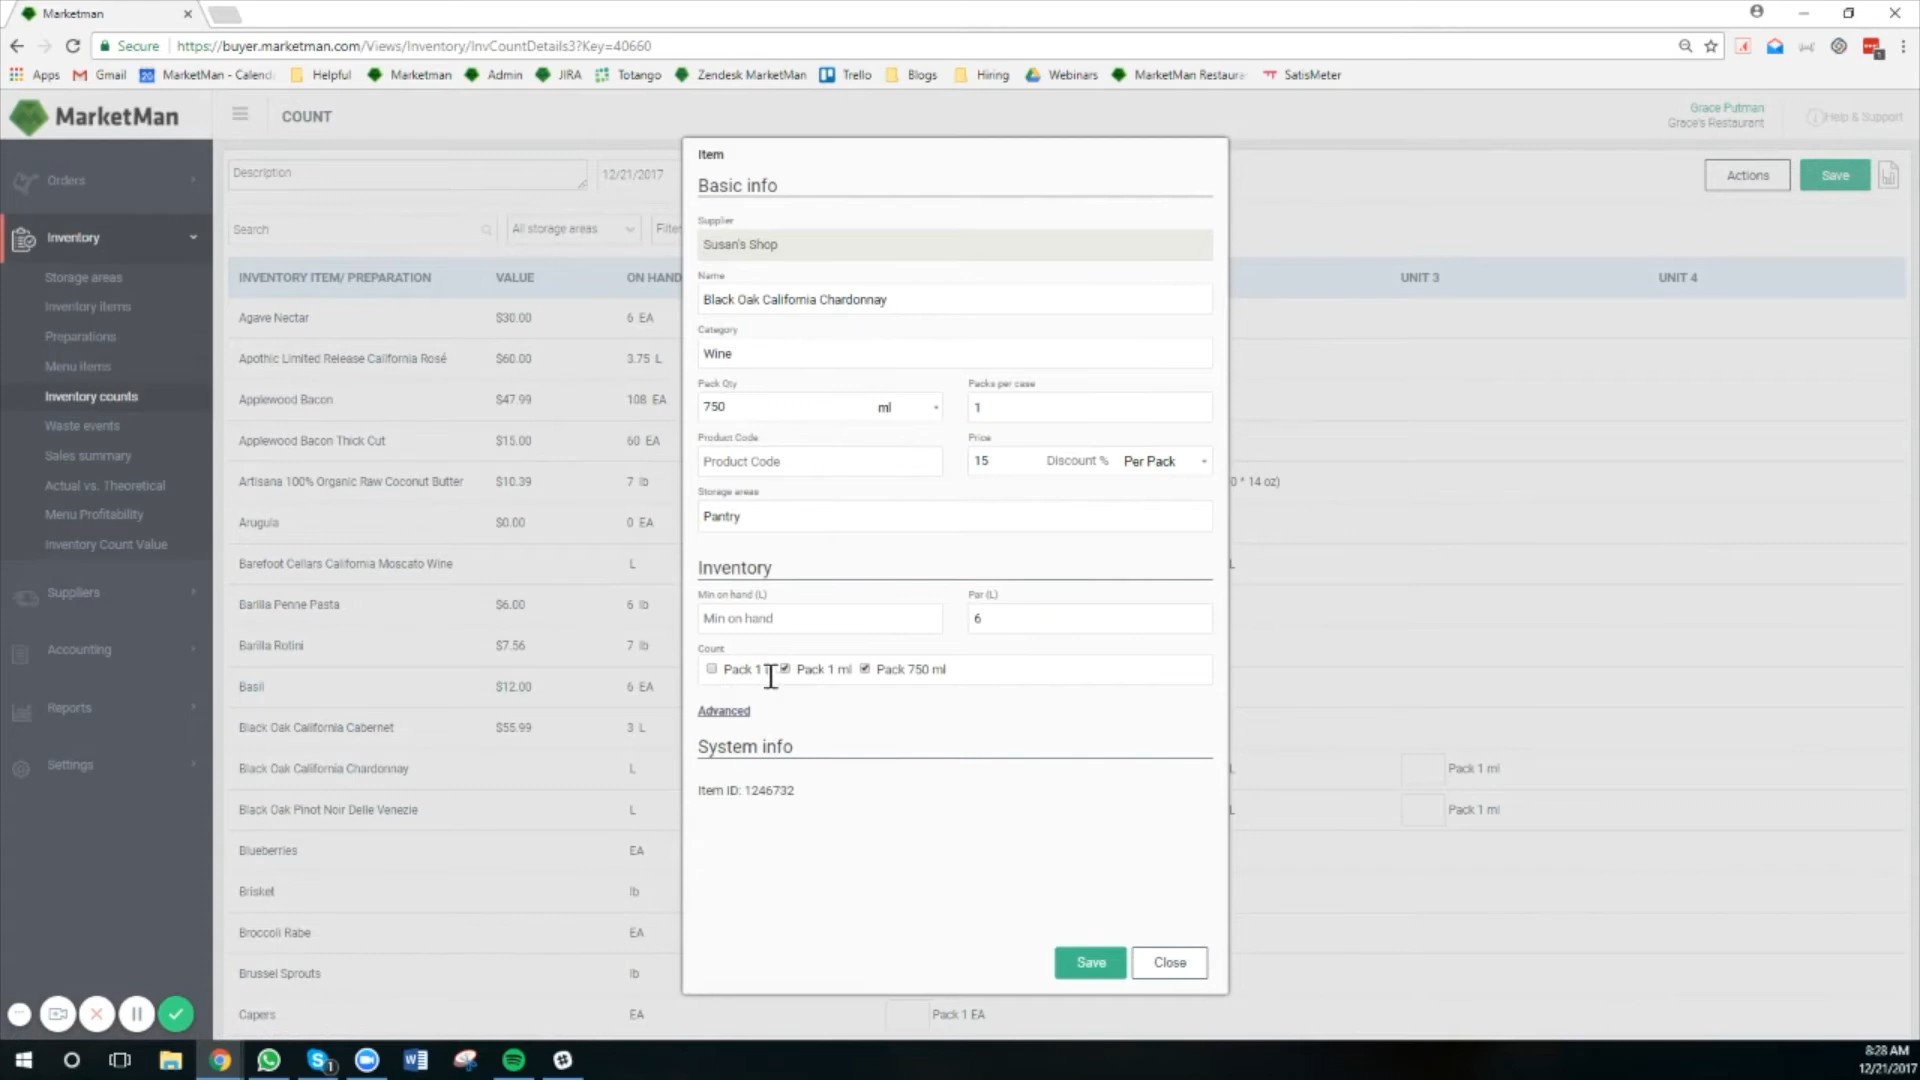 Marketman
Secure https://buyer.marketman.com/Views/Inventory/InvCountDetails3?Key=40660
Apps Gmail MarketMan - Calend Helpful Marketman Admin JIRA Totango Zendesk MarketMan Trello Blogs Hiring Webinars MarketMan Restaura SatisMeter
MarketMan COUNT
Grace Putman
Grace's Restaurant
Help & Support
Orders
Inventory
Storage areas
Inventory items
Preparations
Menu items
Inventory counts
Waste events
Sales summary
Actual vs. Theoretical
Menu Profitability
Inventory Count Value
Suppliers
Accounting
Reports
Settings
Description 12/21/2017 Actions Save
Search All storage areas Filte
INVENTORY ITEM/ PREPARATION VALUE ON HAND UNIT 3 UNIT 4
Agave Nectar $30.00 6 EA
Apothic Limited Release California Rosé $60.00 3.75 L
Applewood Bacon $47.99 108 EA
Applewood Bacon Thick Cut $15.00 60 EA
Artisana 100% Organic Raw Coconut Butter $10.39 7 lb 0 * 14 oz)
Arugula $0.00 0 EA
Barefoot Cellars California Moscato Wine L L
Barilla Penne Pasta $6.00 6 lb
Barilla Rotini $7.56 7 lb
Basil $12.00 6 EA
Black Oak California Cabernet $55.99 3 L
Black Oak California Chardonnay L L Pack 1 ml
Black Oak Pinot Noir Delle Venezie L L Pack 1 ml
Blueberries EA
Brisket lb
Broccoli Rabe EA
Brussel Sprouts lb
Capers EA Pack 1 EA
Item
Basic info
Supplier
Susan's Shop
Name
Black Oak California Chardonnay
Category
Wine
Pack Qty Packs per case
750 ml 1
Product Code Price
Product Code 15 Discount % Per Pack
Storage areas
Pantry
Inventory
Min on hand (L) Par (L)
Min on hand 6
Count
Pack 1 Pack 1 ml Pack 750 ml
Advanced
System info
Item ID: 1246732
Save Close
8:28 AM
12/21/2017